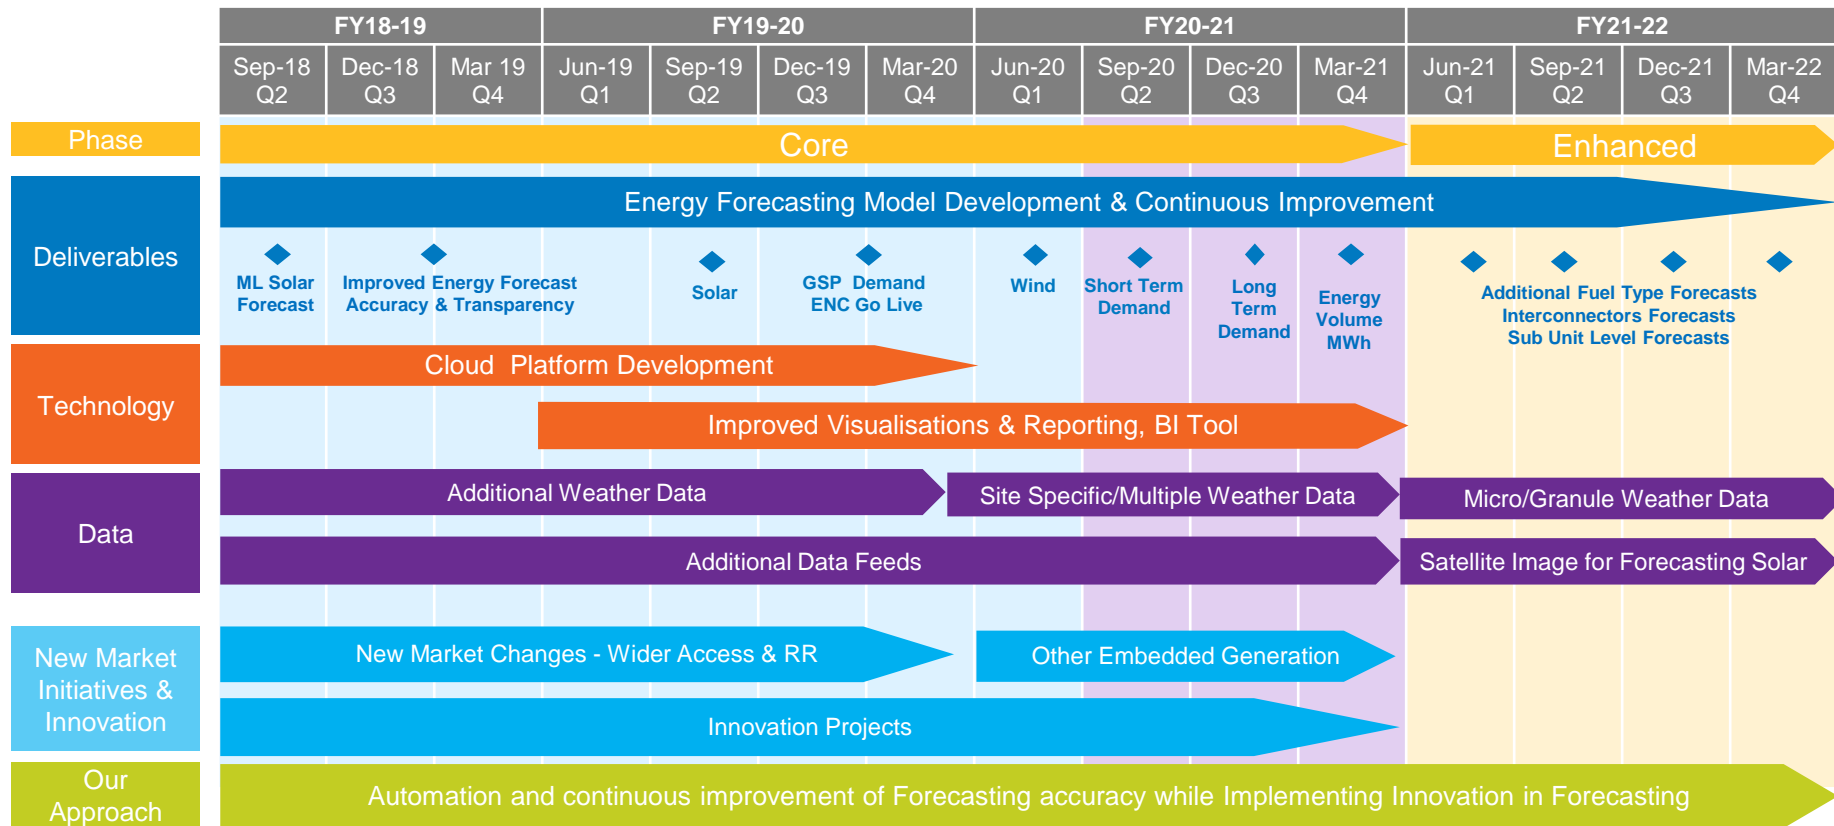 FY18-19
FY19-20
FY20-21
FY21-22
Sep-18
Q2
Dec-18
Q3
Mar 19
Q4
Jun-19
Q1
Sep-19
Q2
Dec-19
Q3
Mar-20
Q4
Jun-20
Q1
Sep-20
Q2
Dec-20
Q3
Mar-21
Q4
Jun-21
Q1
Sep-21
Q2
Dec-21
Q3
Mar-22
Q4
Phase
Core
Enhanced
Deliverables
Energy Forecasting Model Development & Continuous Improvement
ML Solar
Forecast
Improved Energy Forecast
Accuracy & Transparency
Solar
GSP Demand
ENC Go Live
Wind
Short Term
Demand
Long
Term
Demand
Energy
Volume
MWh
Additional Fuel Type Forecasts
Interconnectors Forecasts
Sub Unit Level Forecasts
Technology
Cloud Platform Development
Improved Visualisations & Reporting, BI Tool
Data
Additional Weather Data
Site Specific/Multiple Weather Data
Micro/Granule Weather Data
Additional Data Feeds
Satellite Image for Forecasting Solar
New Market
Initiatives &
Innovation
New Market Changes - Wider Access & RR
Other Embedded Generation
Innovation Projects
Our
Approach
Automation and continuous improvement of Forecasting accuracy while Implementing Innovation in Forecasting